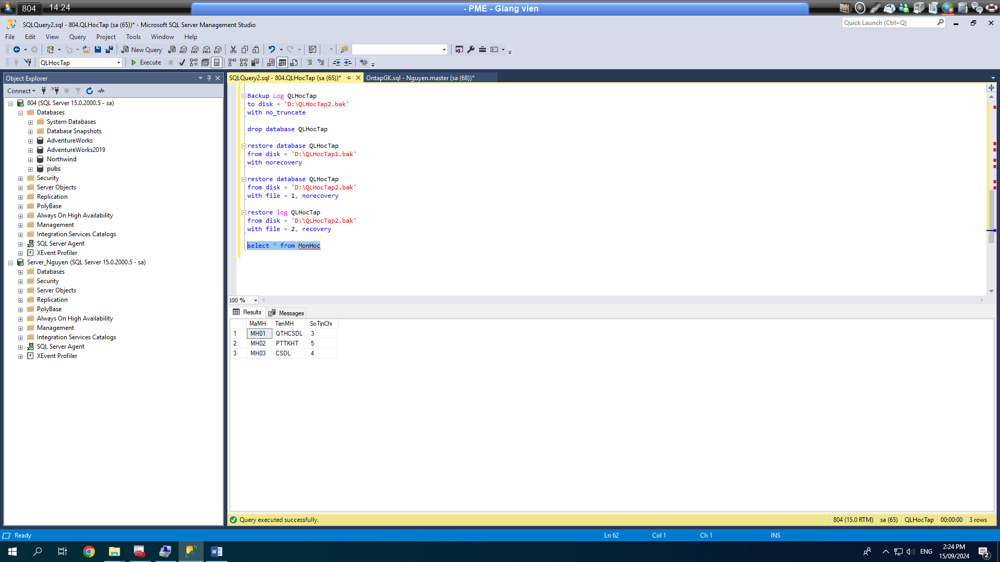 804 14:24 - PME - Giang vien
SQLQuery2.sql - 804.QLHocTap (sa (65))* - Microsoft SQL Server Management Studio
Quick Launch (Ctrl+Q)
File Edit View Query Project Tools Window Help
New Query MDX DMX XMLA DAX
QLHocTap Execute
Object Explorer
Connect
804 (SQL Server 15.0.2000.5 - sa)
Databases
System Databases
Database Snapshots
AdventureWorks
AdventureWorks2019
Northwind
pubs
Security
Server Objects
Replication
PolyBase
Always On High Availability
Management
Integration Services Catalogs
SQL Server Agent
XEvent Profiler
Server_Nguyen (SQL Server 15.0.2000.5 - sa)
Databases
Security
Server Objects
Replication
PolyBase
Always On High Availability
Management
Integration Services Catalogs
SQL Server Agent
XEvent Profiler
SQLQuery2.sql - 804.QLHocTap (sa (65))* OntapGK.sql - Nguyen.master (sa (68))*
Backup Log QLHocTap
to disk = 'D:\QLHocTap2.bak'
with no_truncate
drop database QLHocTap
restore database QLHocTap
from disk = 'D:\QLHocTap1.bak'
with norecovery
restore database QLHocTap
from disk = 'D:\QLHocTap2.bak'
with file = 1, norecovery
restore log QLHocTap
from disk = 'D:\QLHocTap2.bak'
with file = 2, recovery
select * from MonHoc
100 %
Results Messages
MaMH TenMH SoTinChi
1 MH01 QTHCSDL 3
2 MH02 PTTKHT 5
3 MH03 CSDL 4
Query executed successfully. 804 (15.0 RTM) sa (65) QLHocTap 00:00:00 3 rows
Ready Ln 62 Col 1 Ch 1 INS
ENG
2:24 PM
15/09/2024
2